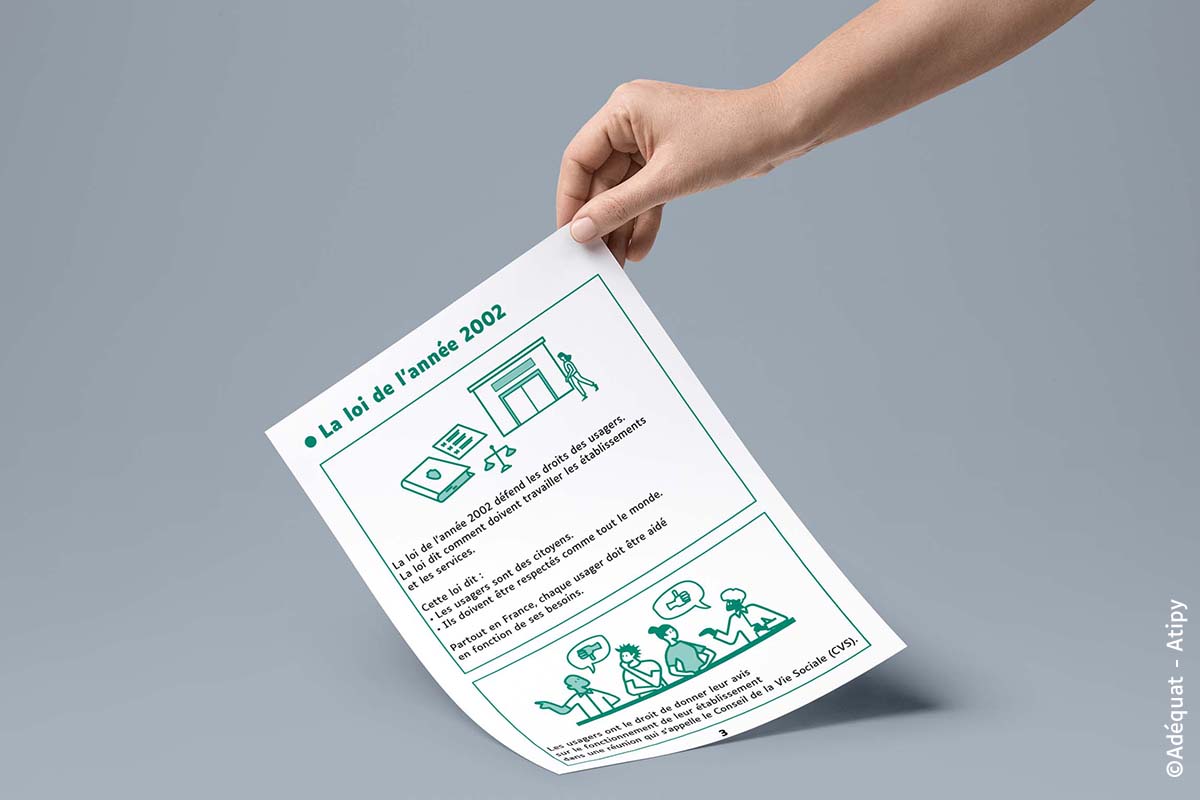 ● La loi de l'année 2002
La loi de l'année 2002 défend les droits des usagers.
La loi dit comment doivent travailler les établissements
et les services.
Cette loi dit :
• Les usagers sont des citoyens.
• Ils doivent être respectés comme tout le monde.
Partout en France, chaque usager doit être aidé
en fonction de ses besoins.
Les usagers ont le droit de donner leur avis
sur le fonctionnement de leur établissement
dans une réunion qui s'appelle le Conseil de la Vie Sociale (CVS).
3
©Adéquat - Atipy